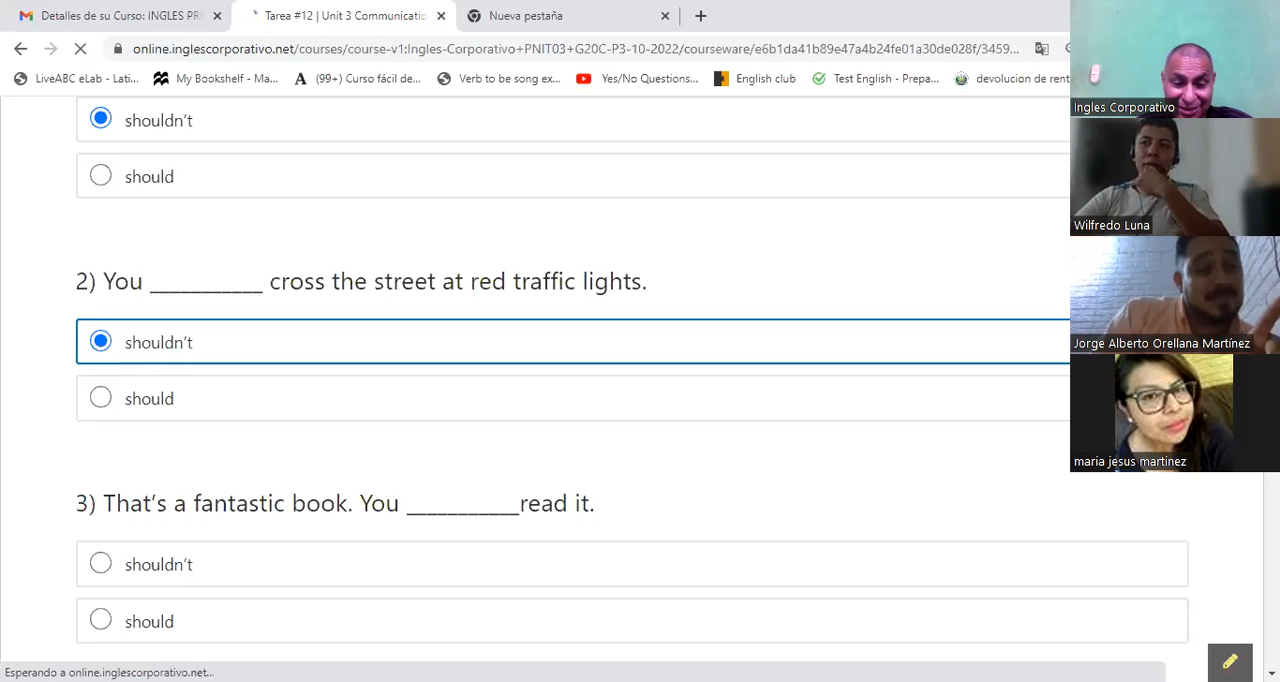 Detalles de su Curso: INGLES PRE
Tarea #12 | Unit 3 Communicatio
Nueva pestaña
online.inglescorporativo.net/courses/course-v1:Ingles-Corporativo+PNIT03+G20C-P3-10-2022/courseware/e6b1da41b89e47a4b24fe01a30de028f/3459...
LiveABC eLab - Lati...
My Bookshelf - Ma...
(99+) Curso fácil de...
Verb to be song ex...
Yes/No Questions...
English club
Test English - Prepa...
devolucion de rent
Ingles Corporativo
shouldn't
should
Wilfredo Luna
2) You ___________ cross the street at red traffic lights.
shouldn't
Jorge Alberto Orellana Martínez
should
maria jesus martinez
3) That's a fantastic book. You ___________read it.
shouldn't
should
Esperando a online.inglescorporativo.net...